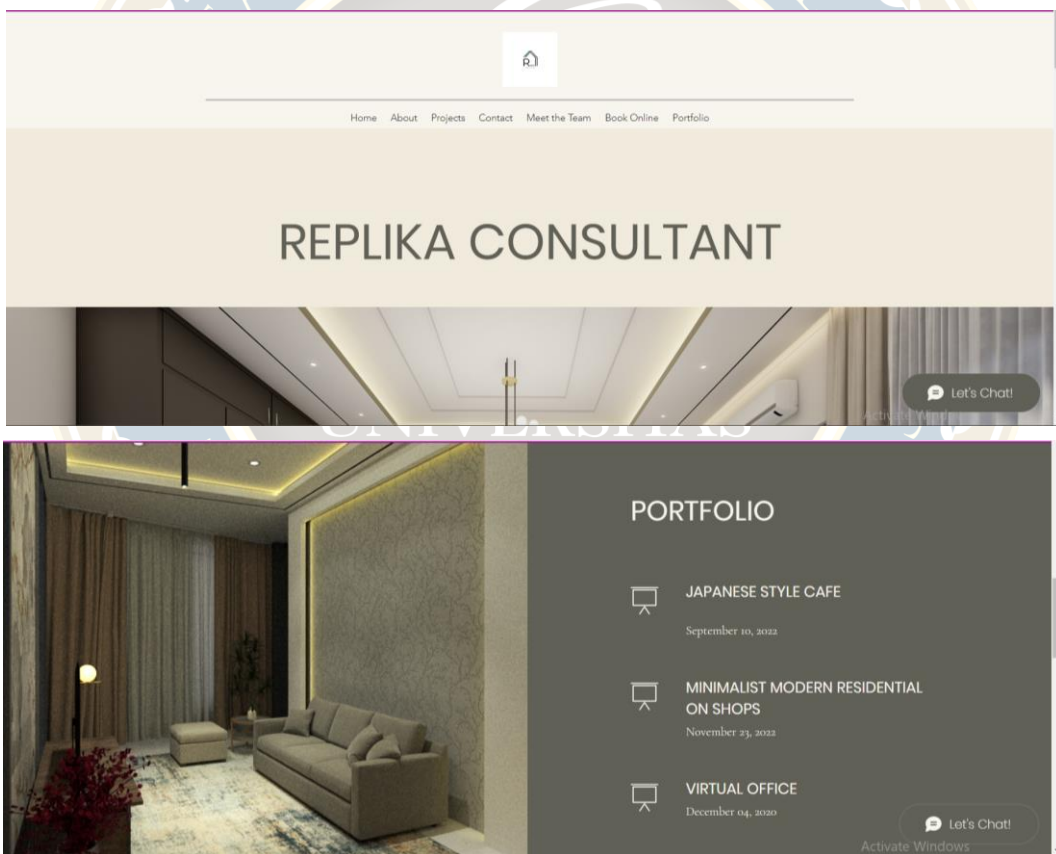 R
Home About Projects Contact Meet the Team Book Online Portfolio
REPLIKA CONSULTANT
Let's Chat!
UNIVERSITAS
PORTFOLIO
JAPANESE STYLE CAFE
September 10, 2022
MINIMALIST MODERN RESIDENTIAL
ON SHOPS
November 23, 2022
VIRTUAL OFFICE
December 04, 2020
Let's Chat!
Activate Windows